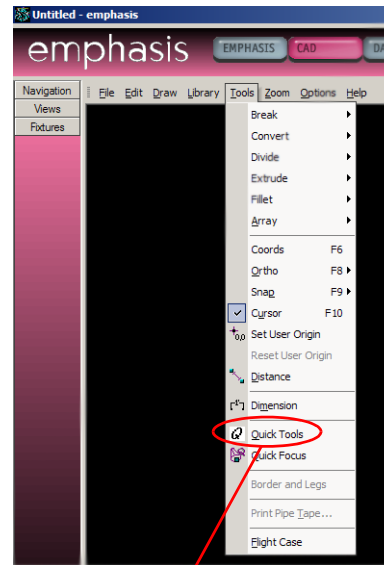 Untitled - emphasis
emphasis EMPHASIS CAD DA
Navigation
Views
Fixtures
File Edit Draw Library Tools Zoom Options Help
Break
Convert
Divide
Extrude
Fillet
Array
Coords F6
Ortho F8
Snap F9
Cursor F10
0,0 Set User Origin
Reset User Origin
Distance
Dimension
Q Quick Tools
Quick Focus
Border and Legs
Print Pipe Tape...
Flight Case